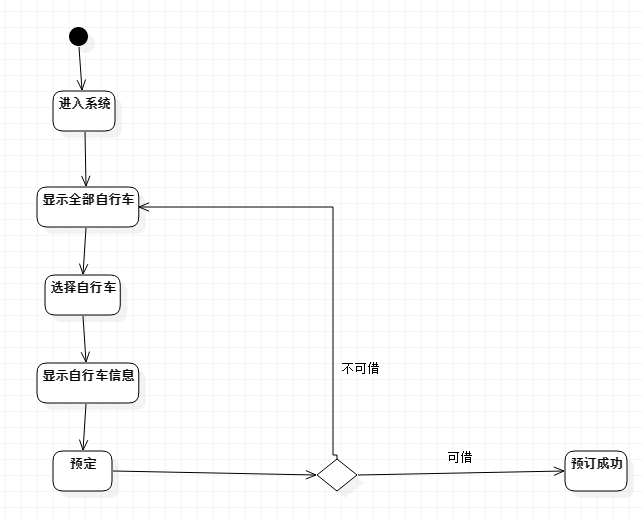 进入系统
显示全部自行车
选择自行车
不可借
显示自行车信息
可借
预定
预订成功